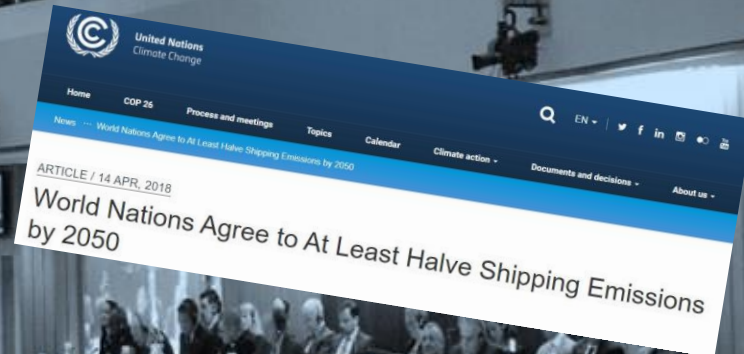 United Nations
Climate Change
EN
Home
COP 26
Process and meetings
Topics
Calendar
Climate action
Documents and decisions
About us
News ··· World Nations Agree to At Least Halve Shipping Emissions by 2050
ARTICLE / 14 APR, 2018
World Nations Agree to At Least Halve Shipping Emissions
by 2050